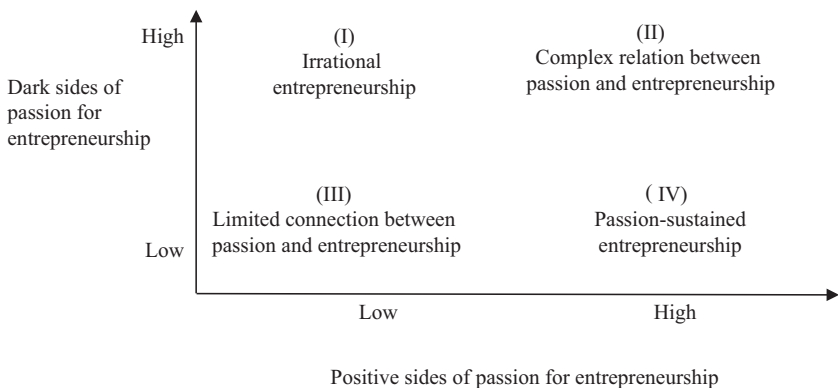 High
(I)
Irrational
entrepreneurship
(II)
Complex relation between
passion and entrepreneurship
Dark sides of
passion for
entrepreneurship
(III)
Limited connection between
passion and entrepreneurship
( IV)
Passion-sustained
entrepreneurship
Low
Low
High
Positive sides of passion for entrepreneurship